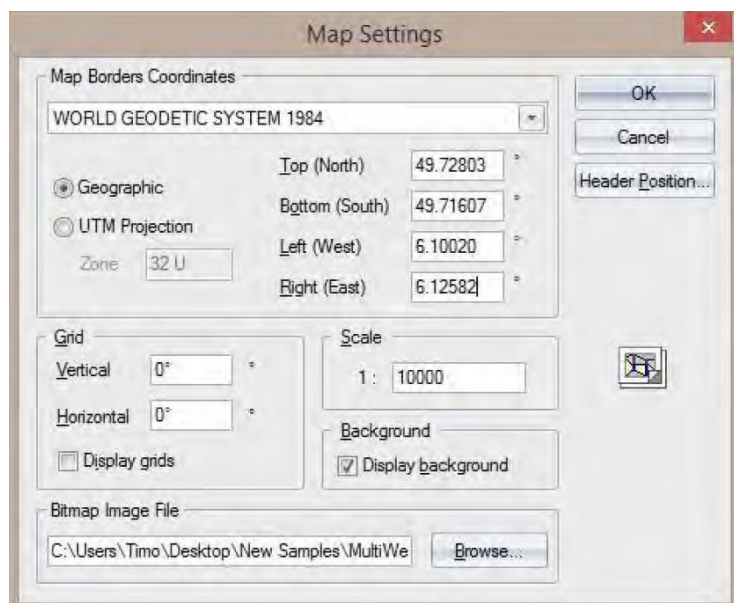 Map Settings
Map Borders Coordinates
WORLD GEODETIC SYSTEM 1984
Geographic
UTM Projection
Zone 32 U
Top (North) 49.72803 °
Bottom (South) 49.71607 °
Left (West) 6.10020 °
Right (East) 6.12582 °
OK
Cancel
Header Position...
Grid
Vertical 0° °
Horizontal 0° °
Display grids
Scale
1 : 10000
Background
Display background
Bitmap Image File
C:\Users\Timo\Desktop\New Samples\MultiWe
Browse...